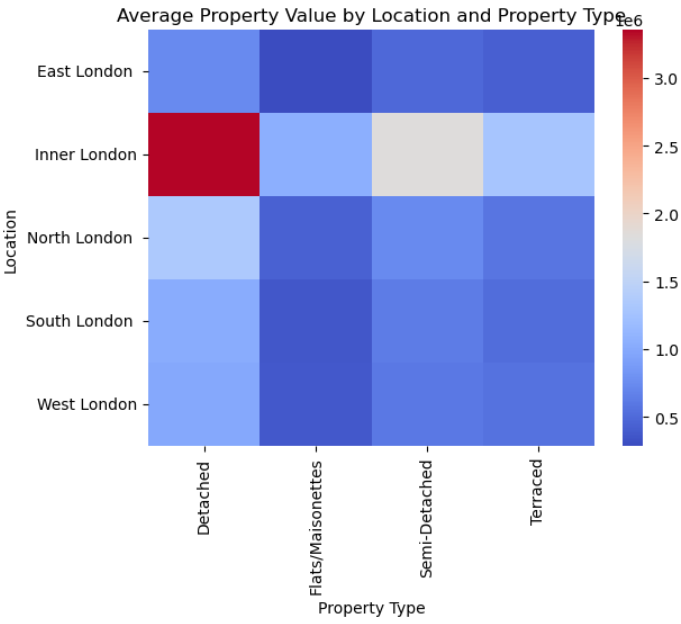 Average Property Value by Location and Property Type
1e6
East London
Inner London
North London
South London
West London
Location
3.0
2.5
2.0
1.5
1.0
0.5
Detached
Flats/Maisonettes
Semi-Detached
Terraced
Property Type